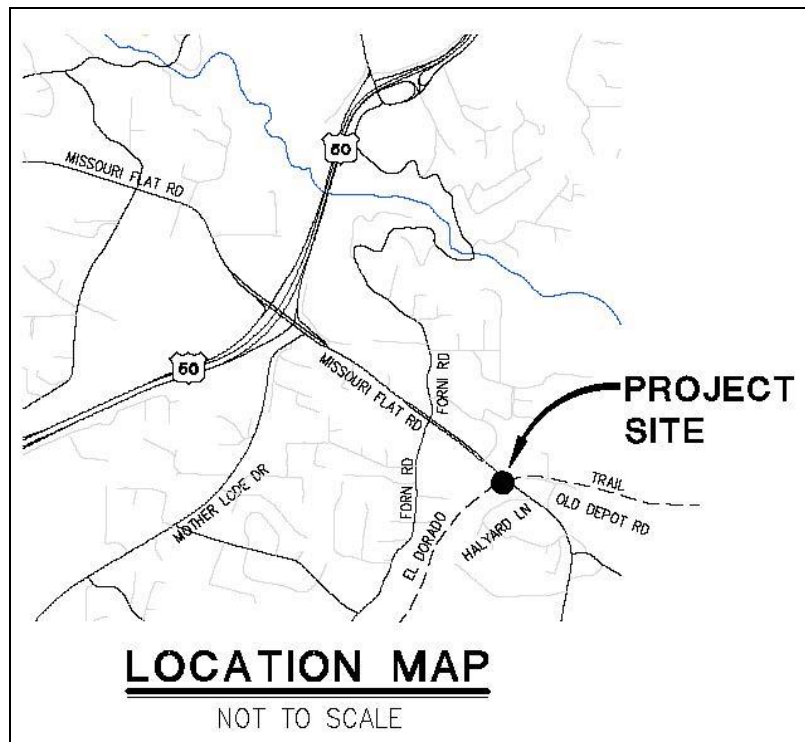 50
MISSOURI FLAT RD
50
MISSOURI FLAT RD
FORNI RD
PROJECT
SITE
MOTHER LODE DR
FORNI RD
EL DORADO
TRAIL
OLD DEPOT RD
HALYARD LN
LOCATION MAP
NOT TO SCALE